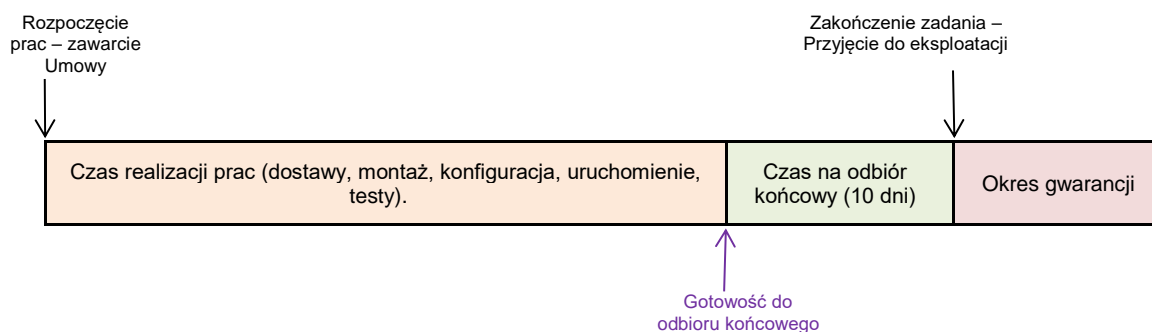 Rozpoczęcie
prac – zawarcie
Umowy
Zakończenie zadania –
Przyjęcie do eksploatacji
Czas realizacji prac (dostawy, montaż, konfiguracja, uruchomienie,
testy).
Czas na odbiór
końcowy (10 dni)
Okres gwarancji
Gotowość do
odbioru końcowego